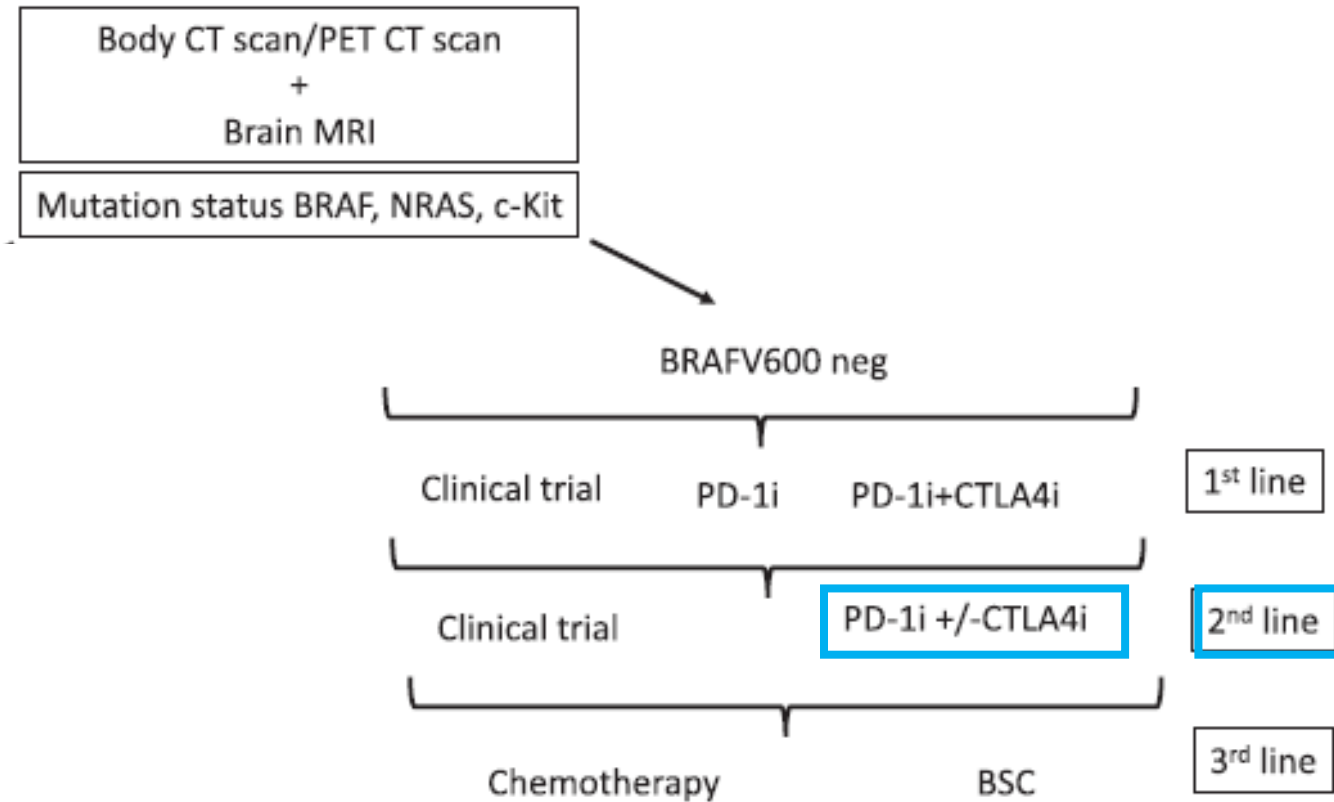 Body CT scan/PET CT scan
+
Brain MRI
Mutation status BRAF, NRAS, c-Kit
BRAFV600 neg
Clinical trial PD-1i PD-1i+CTLA4i 1st line
Clinical trial PD-1i +/-CTLA4i 2nd line
Chemotherapy BSC 3rd line